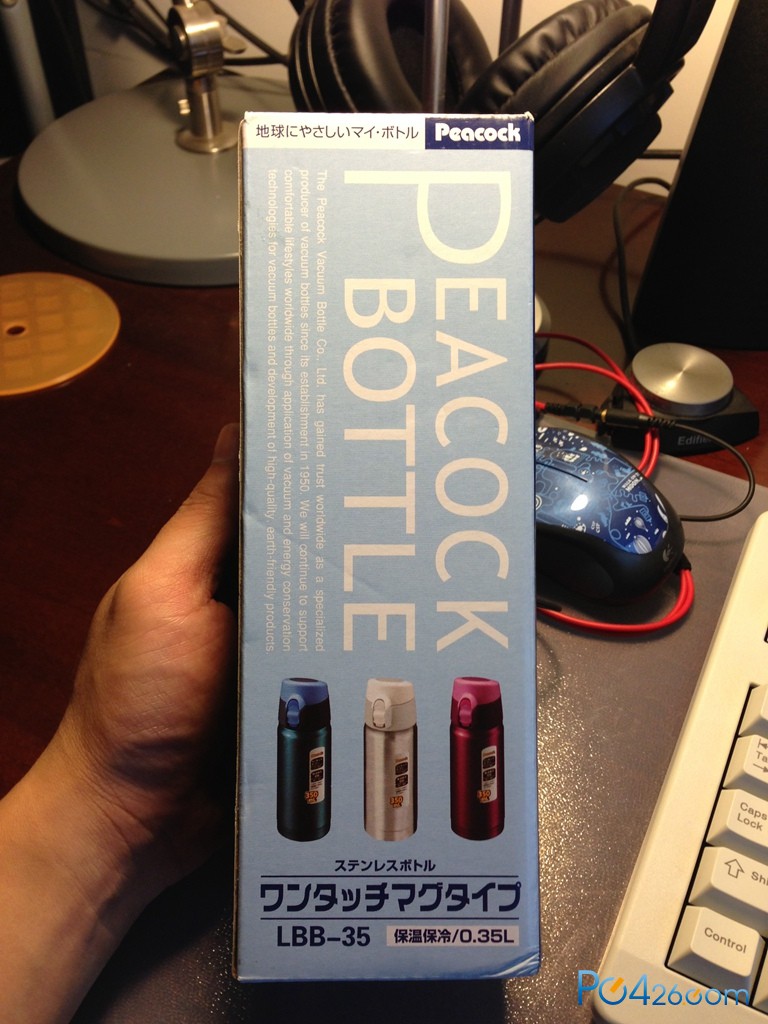 地球にやさしいマイ・ボトル
Peacock
PEACOCK
BOTTLE
The Peacock Vacuum Bottle Co., Ltd. has gained trust worldwide as a specialized
producer of vacuum bottles since its establishment in 1950. We will continue to support
comfortable lifestyles worldwide through application of vacuum and energy conservation
technologies for vacuum bottles and development of high-quality earth-friendly products.
ステンレスボトル
ワンタッチマグタイプ
LBB-35
保温保冷/0.35L
Caps
Lock
Control
PC426com